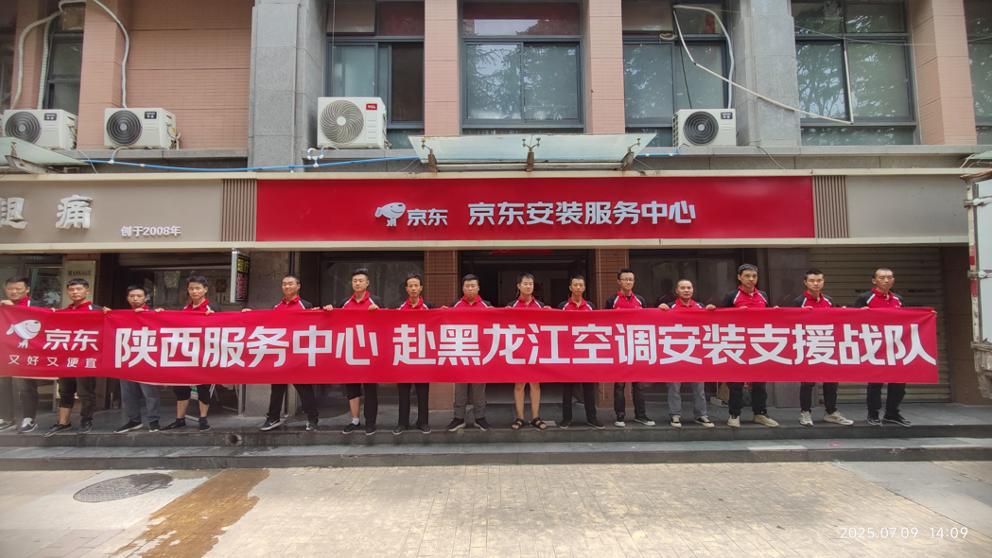 TCL
腿痛
创于2008年
京东 京东安装服务中心
京东
又好又便宜
陕西服务中心 赴黑龙江空调安装支援战队
2025.07.09 14:09